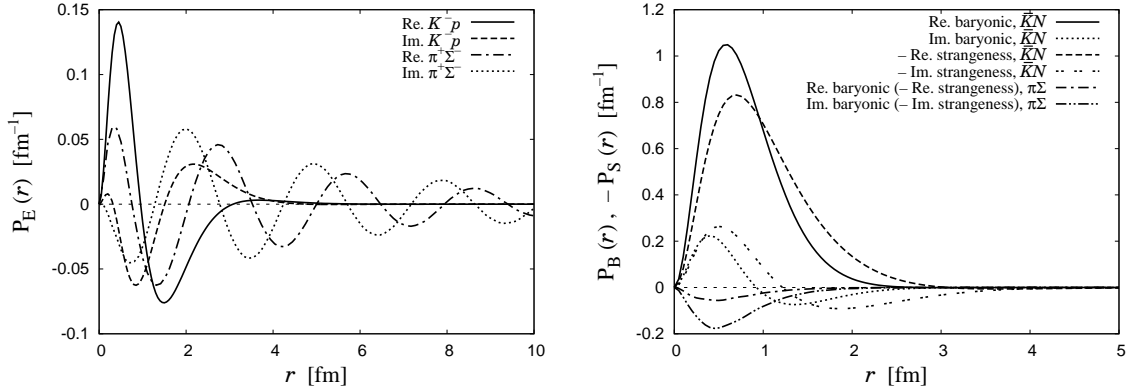 0.15
0.10
0.05
0
-0.05
-0.1
0 2 4 6 8 10
P_E (r) [fm⁻¹]
r [fm]
Re. K⁻p
Im. K⁻p
Re. π⁺Σ⁻
Im. π⁺Σ⁻
1.2
1
0.8
0.6
0.4
0.2
0
-0.2
0 1 2 3 4 5
P_B (r) , – P_S (r) [fm⁻¹]
r [fm]
Re. baryonic, K̄N
Im. baryonic, K̄N
– Re. strangeness, K̄N
– Im. strangeness, K̄N
Re. baryonic (– Re. strangeness), πΣ
Im. baryonic (– Im. strangeness), πΣ